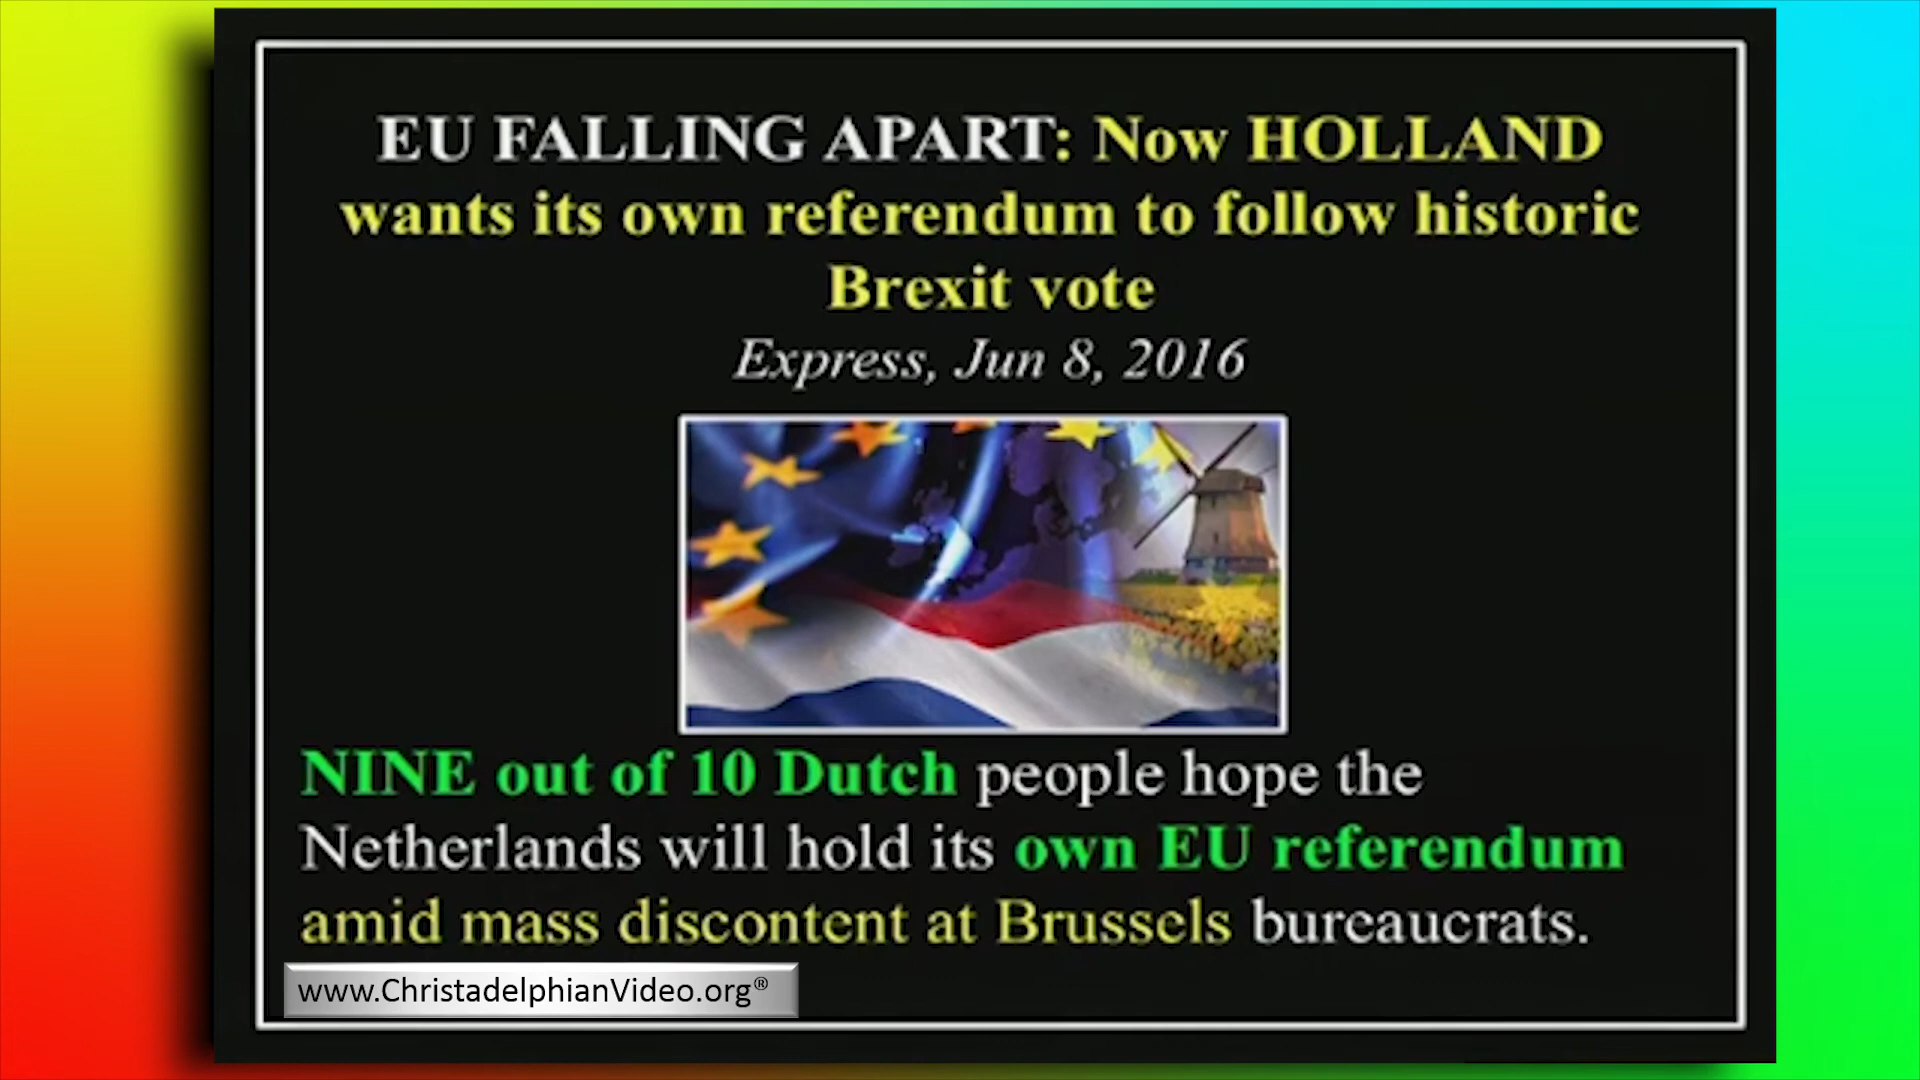 EU FALLING APART: Now HOLLAND
wants its own referendum to follow historic
Brexit vote
Express, Jun 8, 2016
NINE out of 10 Dutch people hope the
Netherlands will hold its own EU referendum
amid mass discontent at Brussels bureaucrats.
www.ChristadelphianVideo.org®